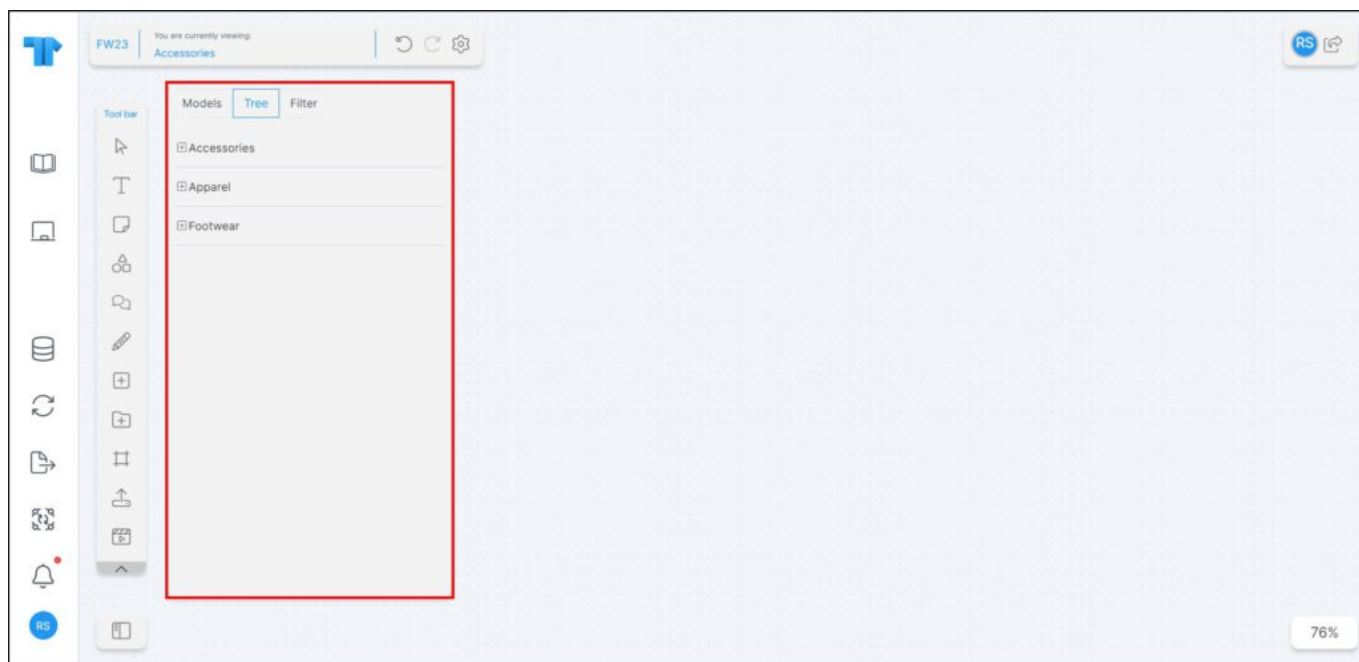 FW23
You are currently viewing:
Accessories
RS
Tool bar
Models Tree Filter
Accessories
Apparel
Footwear
RS
76%